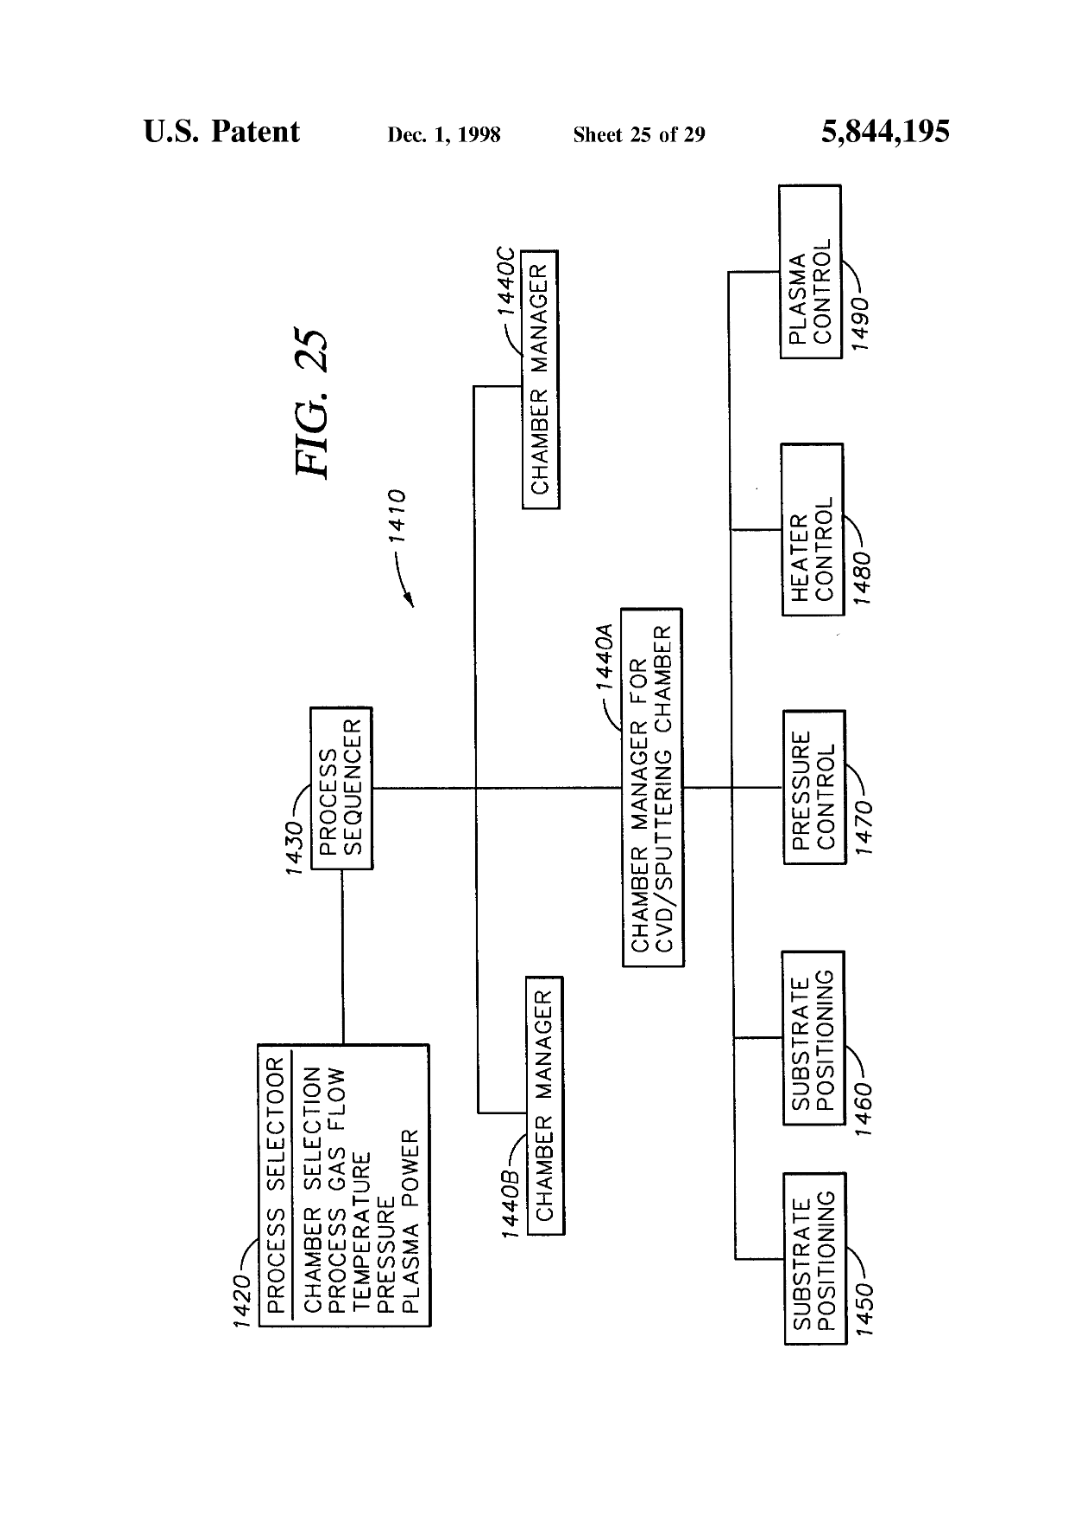 U.S. Patent Dec. 1, 1998 Sheet 25 of 29 5,844,195
FIG. 25
1410
1420
PROCESS SELECTOOR
CHAMBER SELECTION
PROCESS GAS FLOW
TEMPERATURE
PRESSURE
PLASMA POWER
1430
PROCESS
SEQUENCER
1440B
CHAMBER MANAGER
1440A
CHAMBER MANAGER FOR
CVD/SPUTTERING CHAMBER
1440C
CHAMBER MANAGER
SUBSTRATE
POSITIONING
1450
SUBSTRATE
POSITIONING
1460
PRESSURE
CONTROL
1470
HEATER
CONTROL
1480
PLASMA
CONTROL
1490